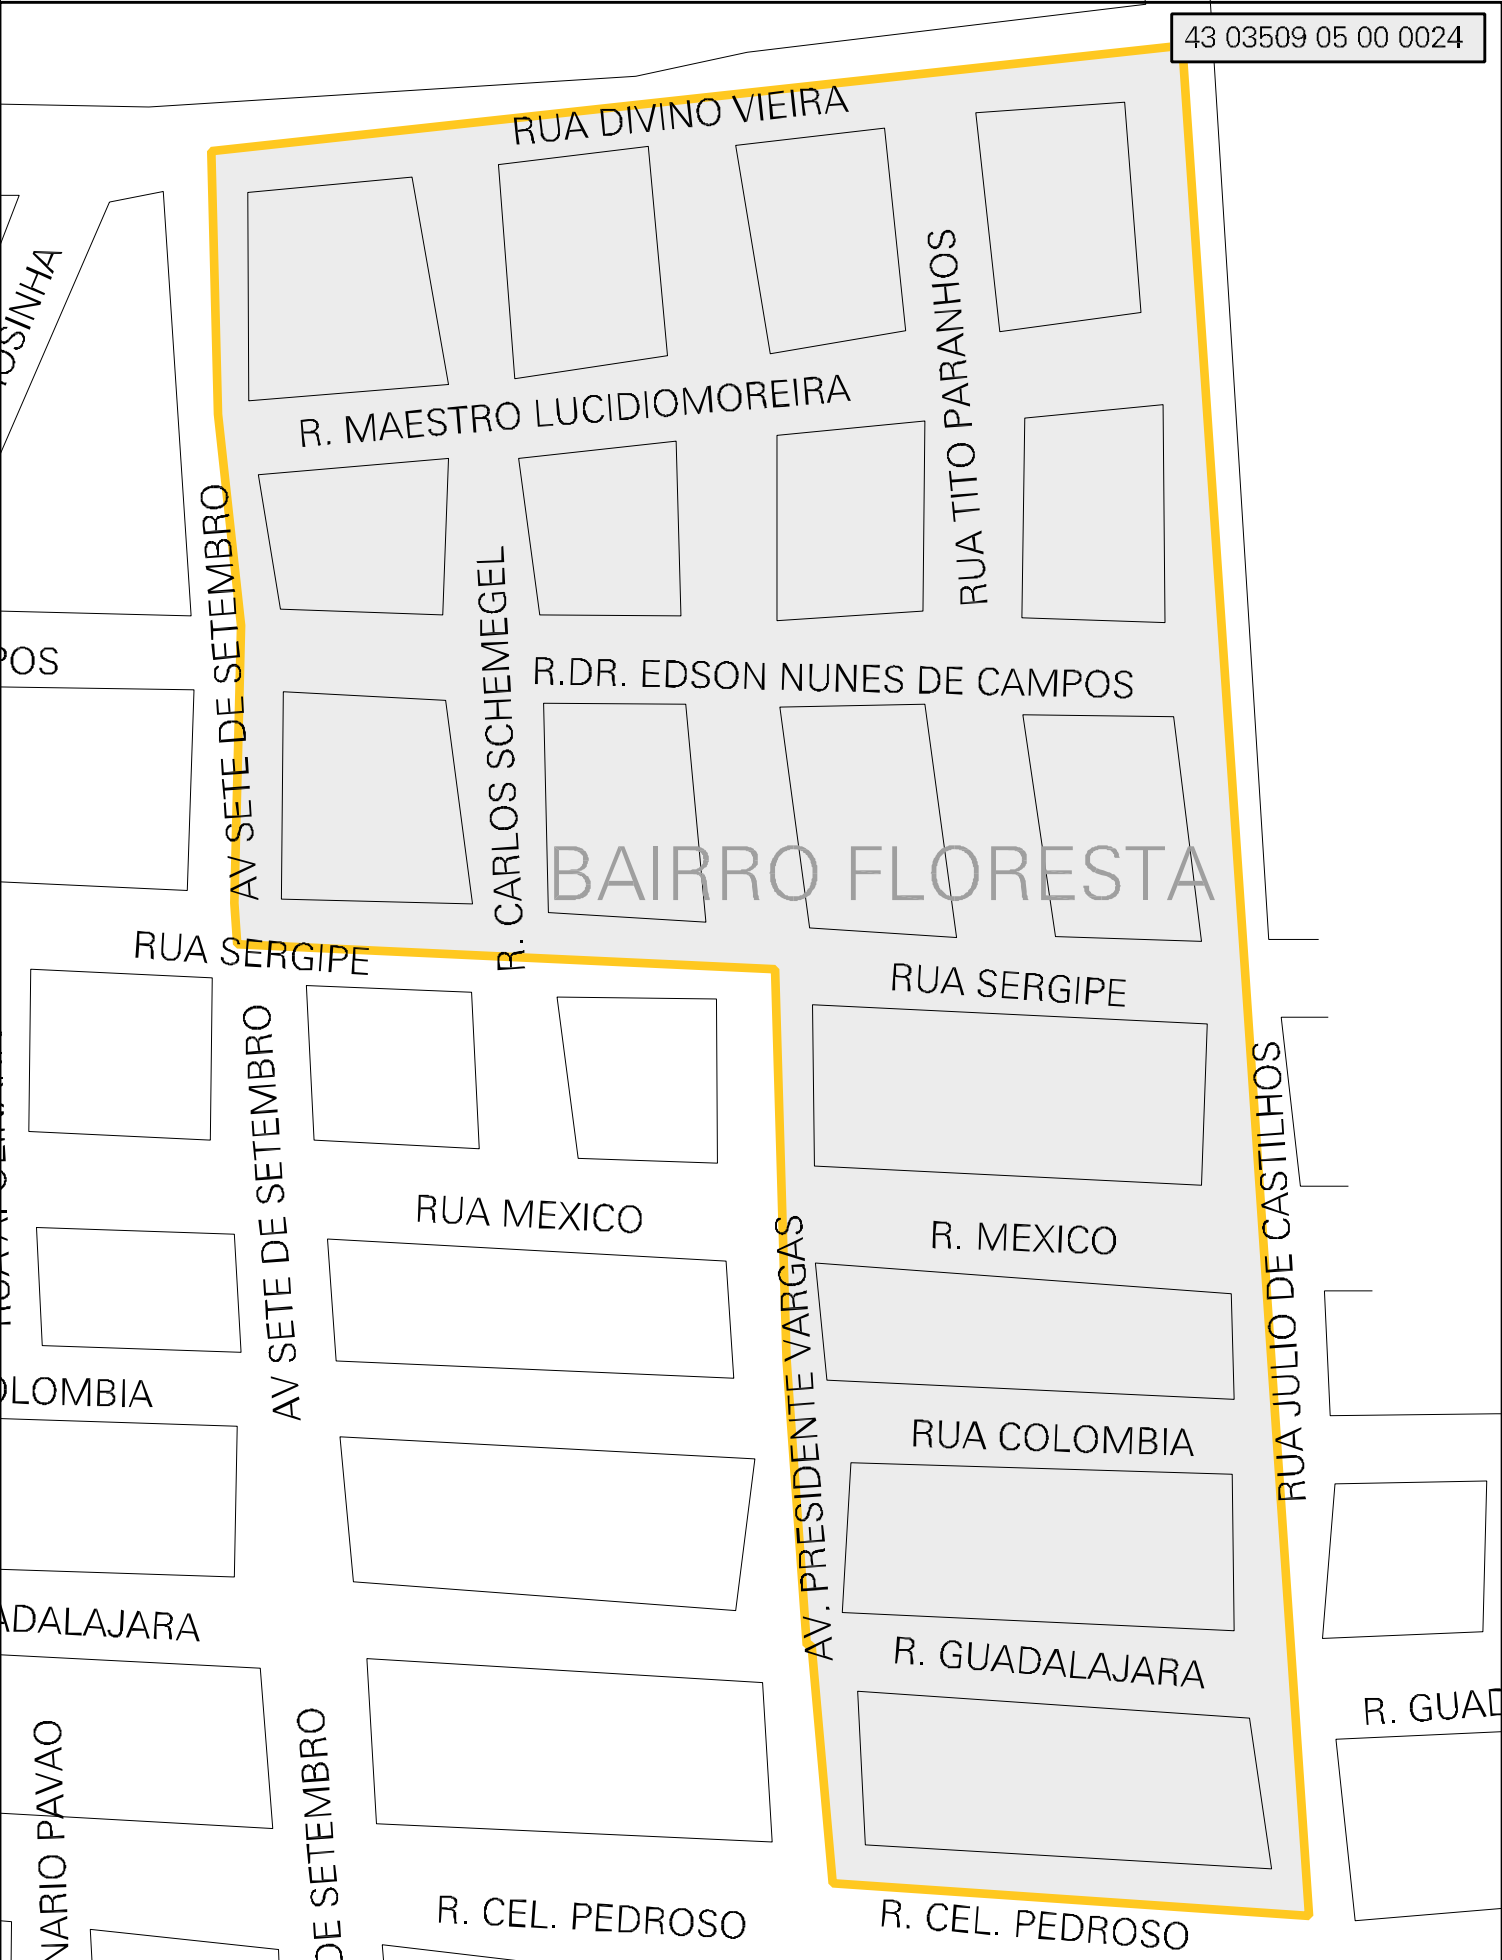 43 03509 05 00 0024
RUA DIVINO VIEIRA
OSINHA
RUA TITO PARANHOS
R. MAESTRO LUCIDIOMOREIRA
AV SETE DE SETEMBRO
R. CARLOS SCHEMEGEL
POS
R.DR. EDSON NUNES DE CAMPOS
BAIRRO FLORESTA
RUA SERGIPE
RUA SERGIPE
AV SETE DE SETEMBRO
RUA JULIO DE CASTILHOS
RUA MEXICO
R. MEXICO
AV. PRESIDENTE VARGAS
OLOMBIA
RUA COLOMBIA
ADALAJARA
R. GUADALAJARA
R. GUAD
NARIO PAVAO
DE SETEMBRO
R. CEL. PEDROSO
R. CEL. PEDROSO